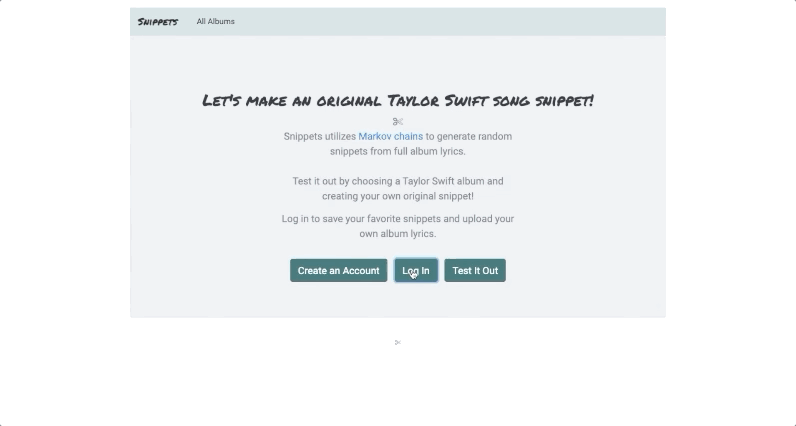 Snippets All Albums
Let's make an original Taylor Swift song snippet!
Snippets utilizes Markov chains to generate random
snippets from full album lyrics.
Test it out by choosing a Taylor Swift album and
creating your own original snippet!
Log in to save your favorite snippets and upload your
own album lyrics.
Create an Account Log In Test It Out